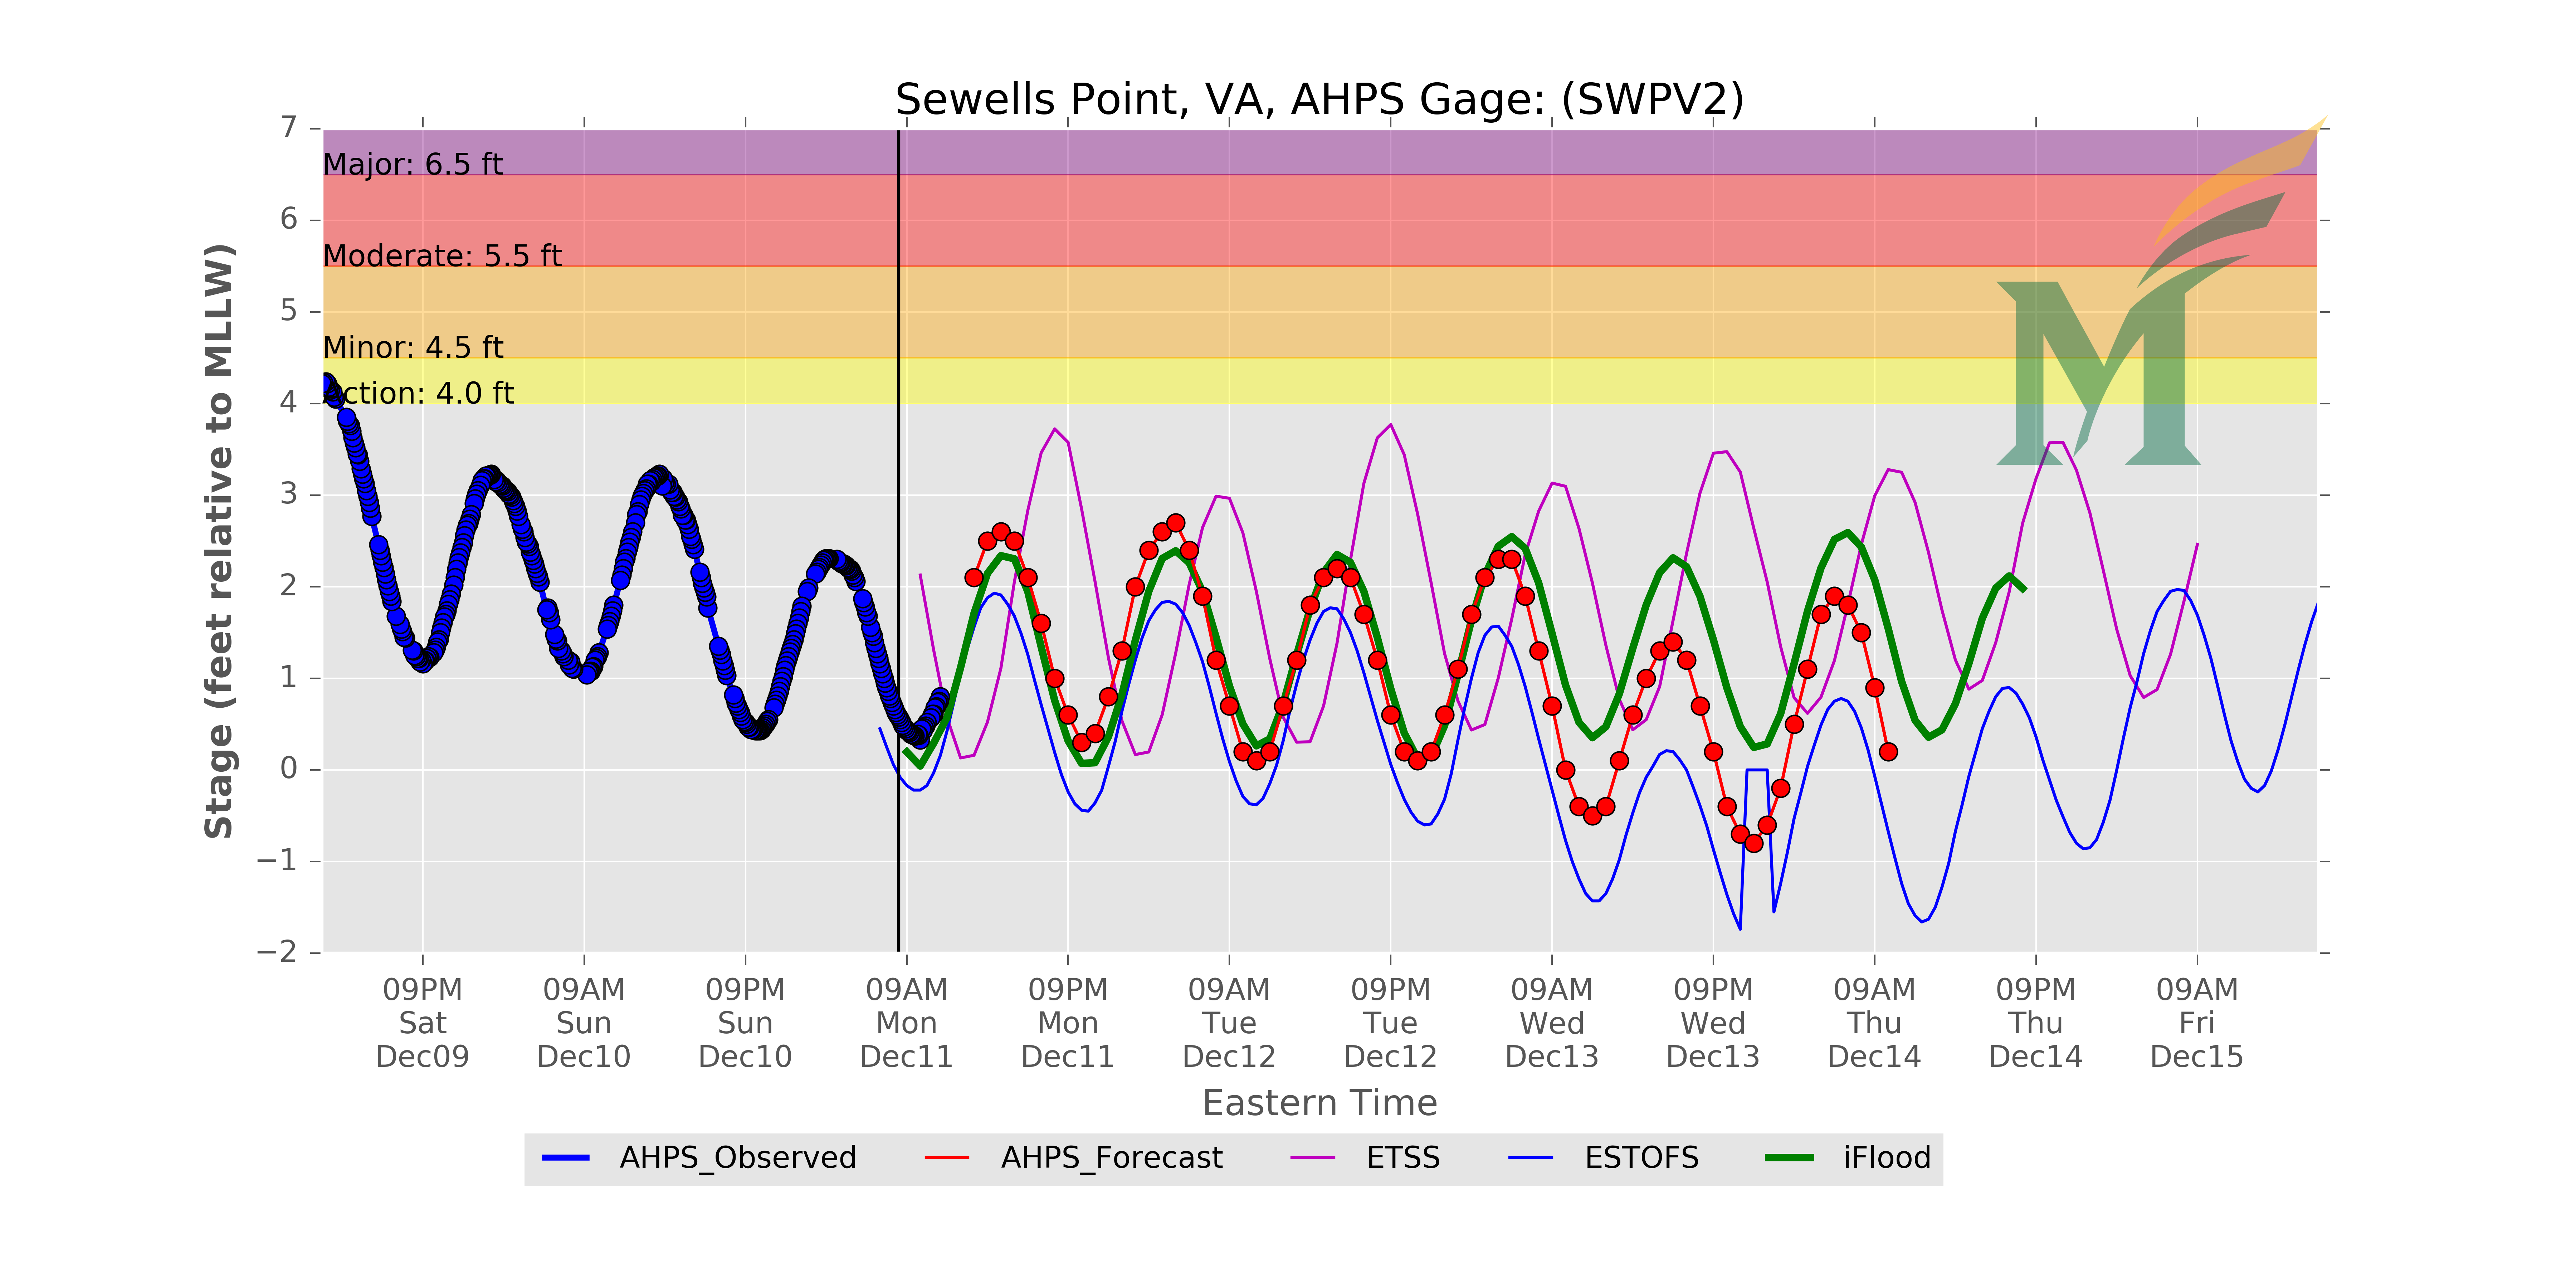 Sewells Point, VA, AHPS Gage: (SWPV2)
7
Major: 6.5 ft
6
Moderate: 5.5 ft
5
Minor: 4.5 ft
Action: 4.0 ft
4
3
2
1
0
−1
−2
Stage (feet relative to MLLW)
09PM 09AM 09PM 09AM 09PM 09AM 09PM 09AM 09PM 09AM 09PM 09AM
Sat Sun Sun Mon Mon Tue Tue Wed Wed Thu Thu Fri
Dec09 Dec10 Dec10 Dec11 Dec11 Dec12 Dec12 Dec13 Dec13 Dec14 Dec14 Dec15
Eastern Time
AHPS_Observed AHPS_Forecast ETSS ESTOFS iFlood
M